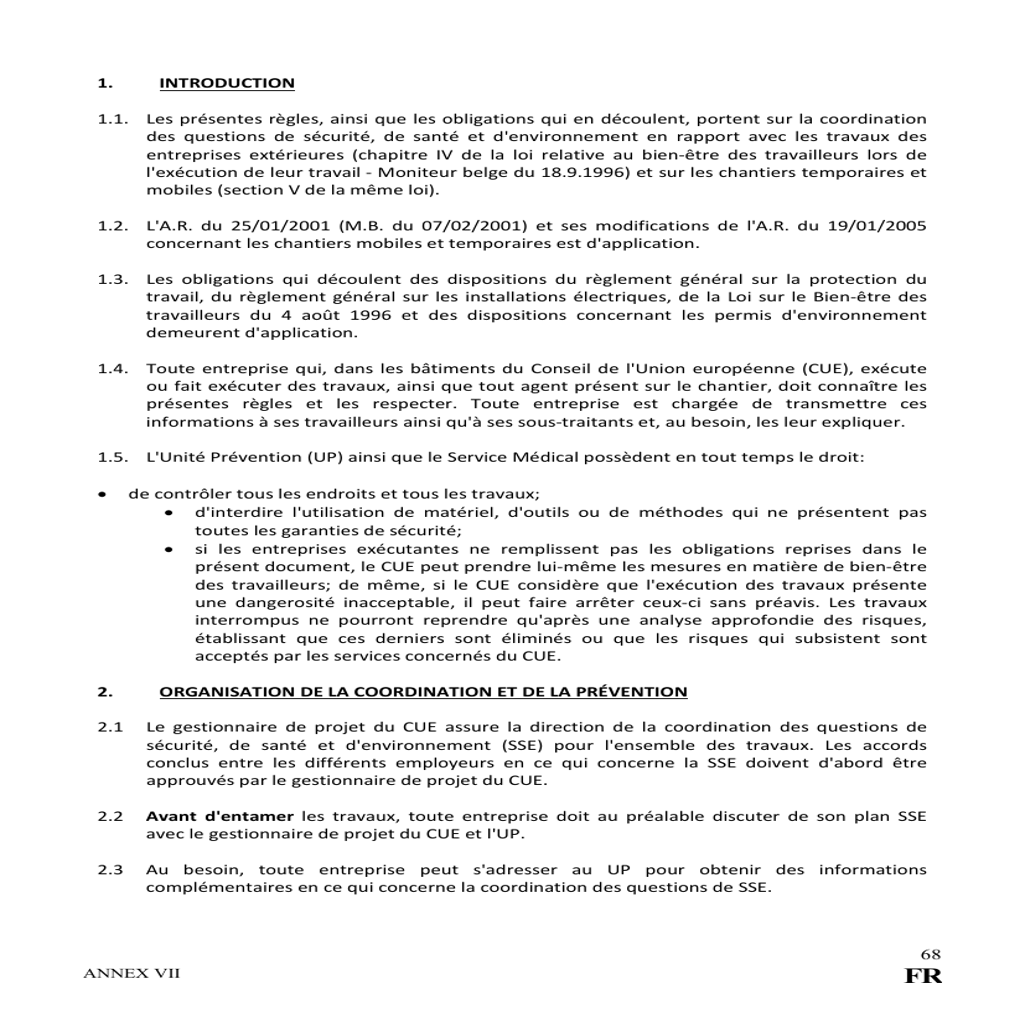 1. INTRODUCTION
1.1. Les présentes règles, ainsi que les obligations qui en découlent, portent sur la coordination
des questions de sécurité, de santé et d'environnement en rapport avec les travaux des
entreprises extérieures (chapitre IV de la loi relative au bien-être des travailleurs lors de
l'exécution de leur travail - Moniteur belge du 18.9.1996) et sur les chantiers temporaires et
mobiles (section V de la même loi).
1.2. L'A.R. du 25/01/2001 (M.B. du 07/02/2001) et ses modifications de l'A.R. du 19/01/2005
concernant les chantiers mobiles et temporaires est d'application.
1.3. Les obligations qui découlent des dispositions du règlement général sur la protection du
travail, du règlement général sur les installations électriques, de la Loi sur le Bien-être des
travailleurs du 4 août 1996 et des dispositions concernant les permis d'environnement
demeurent d'application.
1.4. Toute entreprise qui, dans les bâtiments du Conseil de l'Union européenne (CUE), exécute
ou fait exécuter des travaux, ainsi que tout agent présent sur le chantier, doit connaître les
présentes règles et les respecter. Toute entreprise est chargée de transmettre ces
informations à ses travailleurs ainsi qu'à ses sous-traitants et, au besoin, les leur expliquer.
1.5. L'Unité Prévention (UP) ainsi que le Service Médical possèdent en tout temps le droit:
• de contrôler tous les endroits et tous les travaux;
• d'interdire l'utilisation de matériel, d'outils ou de méthodes qui ne présentent pas
toutes les garanties de sécurité;
• si les entreprises exécutantes ne remplissent pas les obligations reprises dans le
présent document, le CUE peut prendre lui-même les mesures en matière de bien-être
des travailleurs; de même, si le CUE considère que l'exécution des travaux présente
une dangerosité inacceptable, il peut faire arrêter ceux-ci sans préavis. Les travaux
interrompus ne pourront reprendre qu'après une analyse approfondie des risques,
établissant que ces derniers sont éliminés ou que les risques qui subsistent sont
acceptés par les services concernés du CUE.
2. ORGANISATION DE LA COORDINATION ET DE LA PRÉVENTION
2.1 Le gestionnaire de projet du CUE assure la direction de la coordination des questions de
sécurité, de santé et d'environnement (SSE) pour l'ensemble des travaux. Les accords
conclus entre les différents employeurs en ce qui concerne la SSE doivent d'abord être
approuvés par le gestionnaire de projet du CUE.
2.2 Avant d'entamer les travaux, toute entreprise doit au préalable discuter de son plan SSE
avec le gestionnaire de projet du CUE et l'UP.
2.3 Au besoin, toute entreprise peut s'adresser au UP pour obtenir des informations
complémentaires en ce qui concerne la coordination des questions de SSE.
68
ANNEX VII
FR